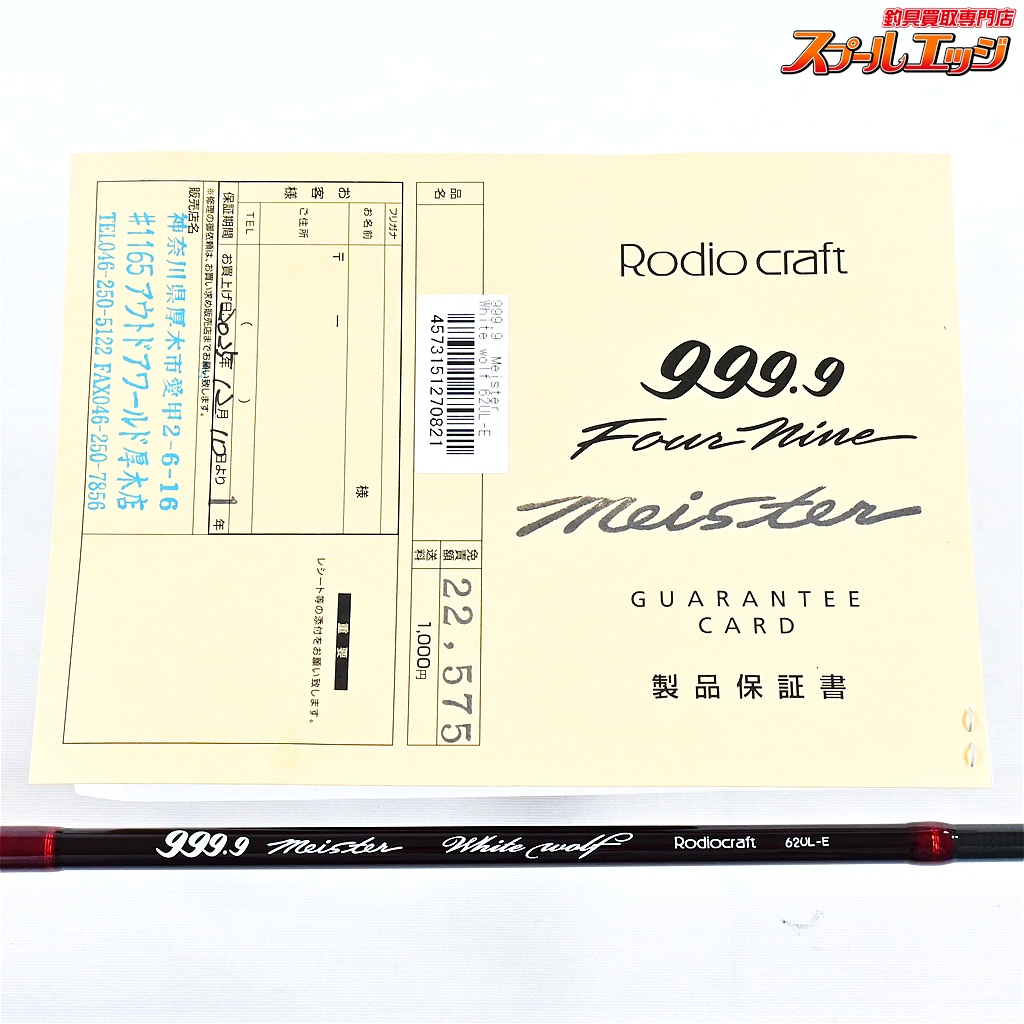 釣具買取専門店
スプールエッジ
Rodio craft
999.9
Four Nine
meister
GUARANTEE
CARD
製品保証書
品名
999.9 Meister
White wolf 62UL-E
4573151270821
免責額
22,575
送料
1,000円
フリガナ
お名前
様
ご住所
〒 ー
TEL
( )
お客様
保証期間
お買上げ日
年
月
日より
1年
※修理の御依頼は、お買い求め販売店までお願い致します。
販売店名
神奈川県厚木市愛甲2-6-16
#1165アウトドアワールド厚木店
TEL046-250-5122 FAX046-250-7856
重要
レシート等の添付をお願い致します。
999.9 meister White wolf Rodiocraft 62UL-E